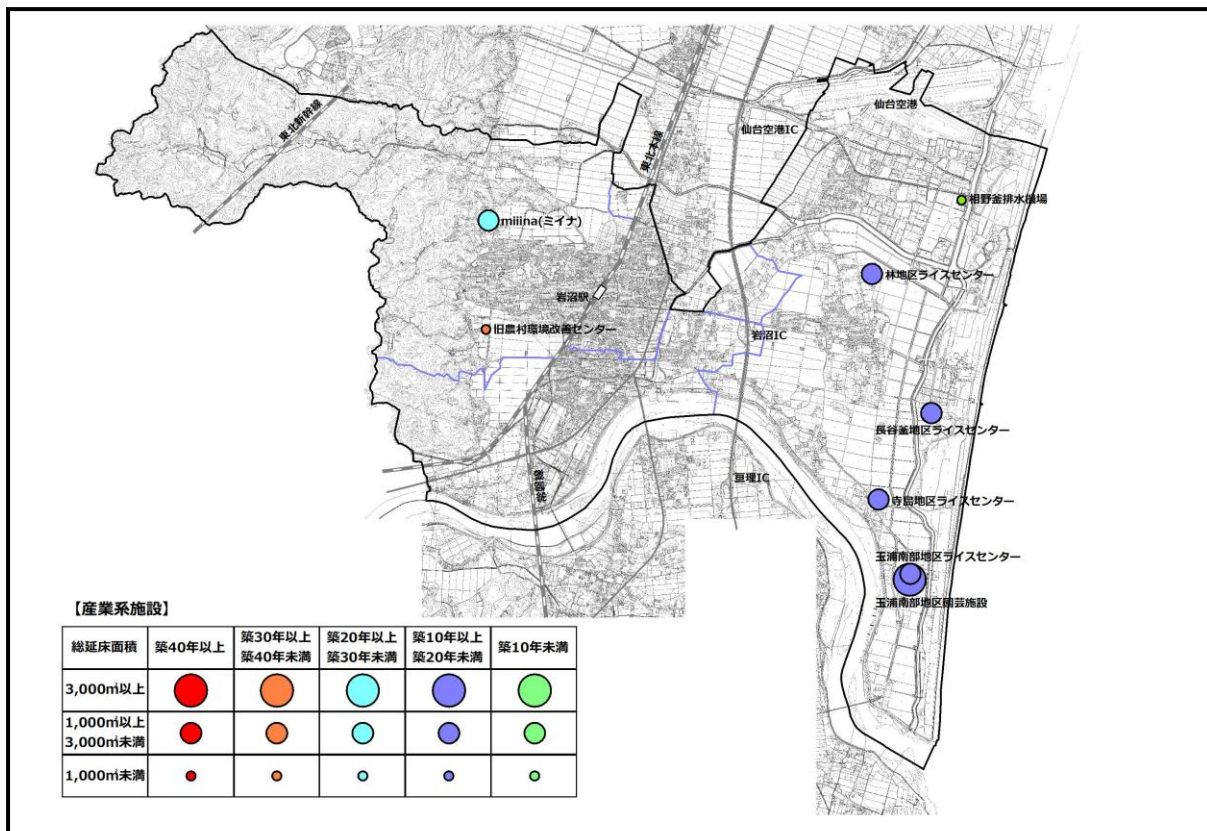 仙台空港
東北新幹線
東北本線
仙台空港IC
相野釜排水機場
miiina(ミイナ)
林地区ライスセンター
岩沼駅
旧農村環境改善センター
岩沼IC
長谷釜地区ライスセンター
亘理IC
常磐線
寺島地区ライスセンター
玉浦南部地区ライスセンター
玉浦南部地区園芸施設
【産業系施設】
総延床面積 築40年以上 築30年以上 築40年未満 築20年以上 築30年未満 築10年以上 築20年未満 築10年未満
3,000㎡以上
1,000㎡以上
3,000㎡未満
1,000㎡未満